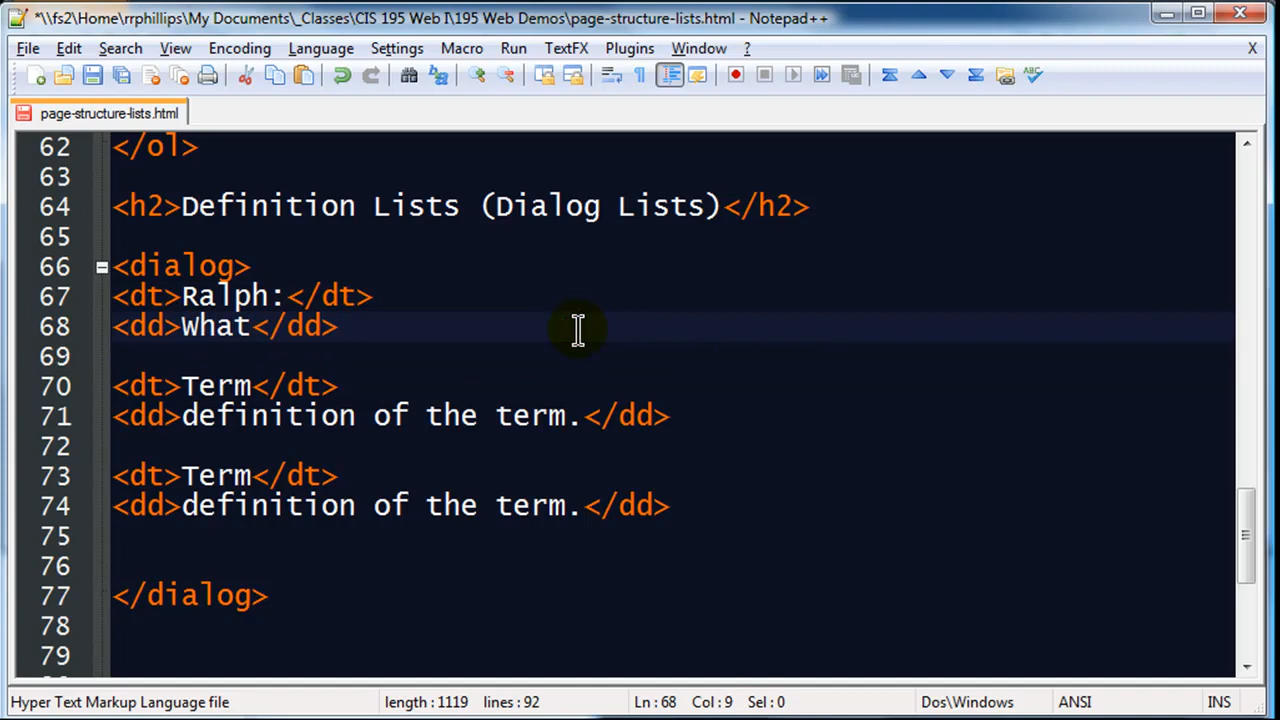 *\\fs2\Home\rrphillips\My Documents\_Classes\CIS 195 Web I\195 Web Demos\page-structure-lists.html - Notepad++
File Edit Search View Encoding Language Settings Macro Run TextFX Plugins Window ? X
page-structure-lists.html
62 </ol>
63
64 <h2>Definition Lists (Dialog Lists)</h2>
65
66 <dialog>
67 <dt>Ralph:</dt>
68 <dd>What</dd>
69
70 <dt>Term</dt>
71 <dd>definition of the term.</dd>
72
73 <dt>Term</dt>
74 <dd>definition of the term.</dd>
75
76
77 </dialog>
78
79
Hyper Text Markup Language file length : 1119 lines : 92 Ln : 68 Col : 9 Sel : 0 Dos\Windows ANSI INS